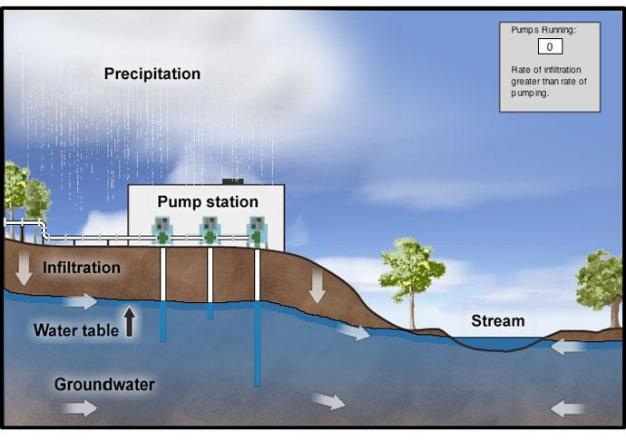 Pumps Running:
0
Rate of infiltration
greater than rate of
pumping.
Precipitation
Pump station
Infiltration
Water table
Stream
Groundwater